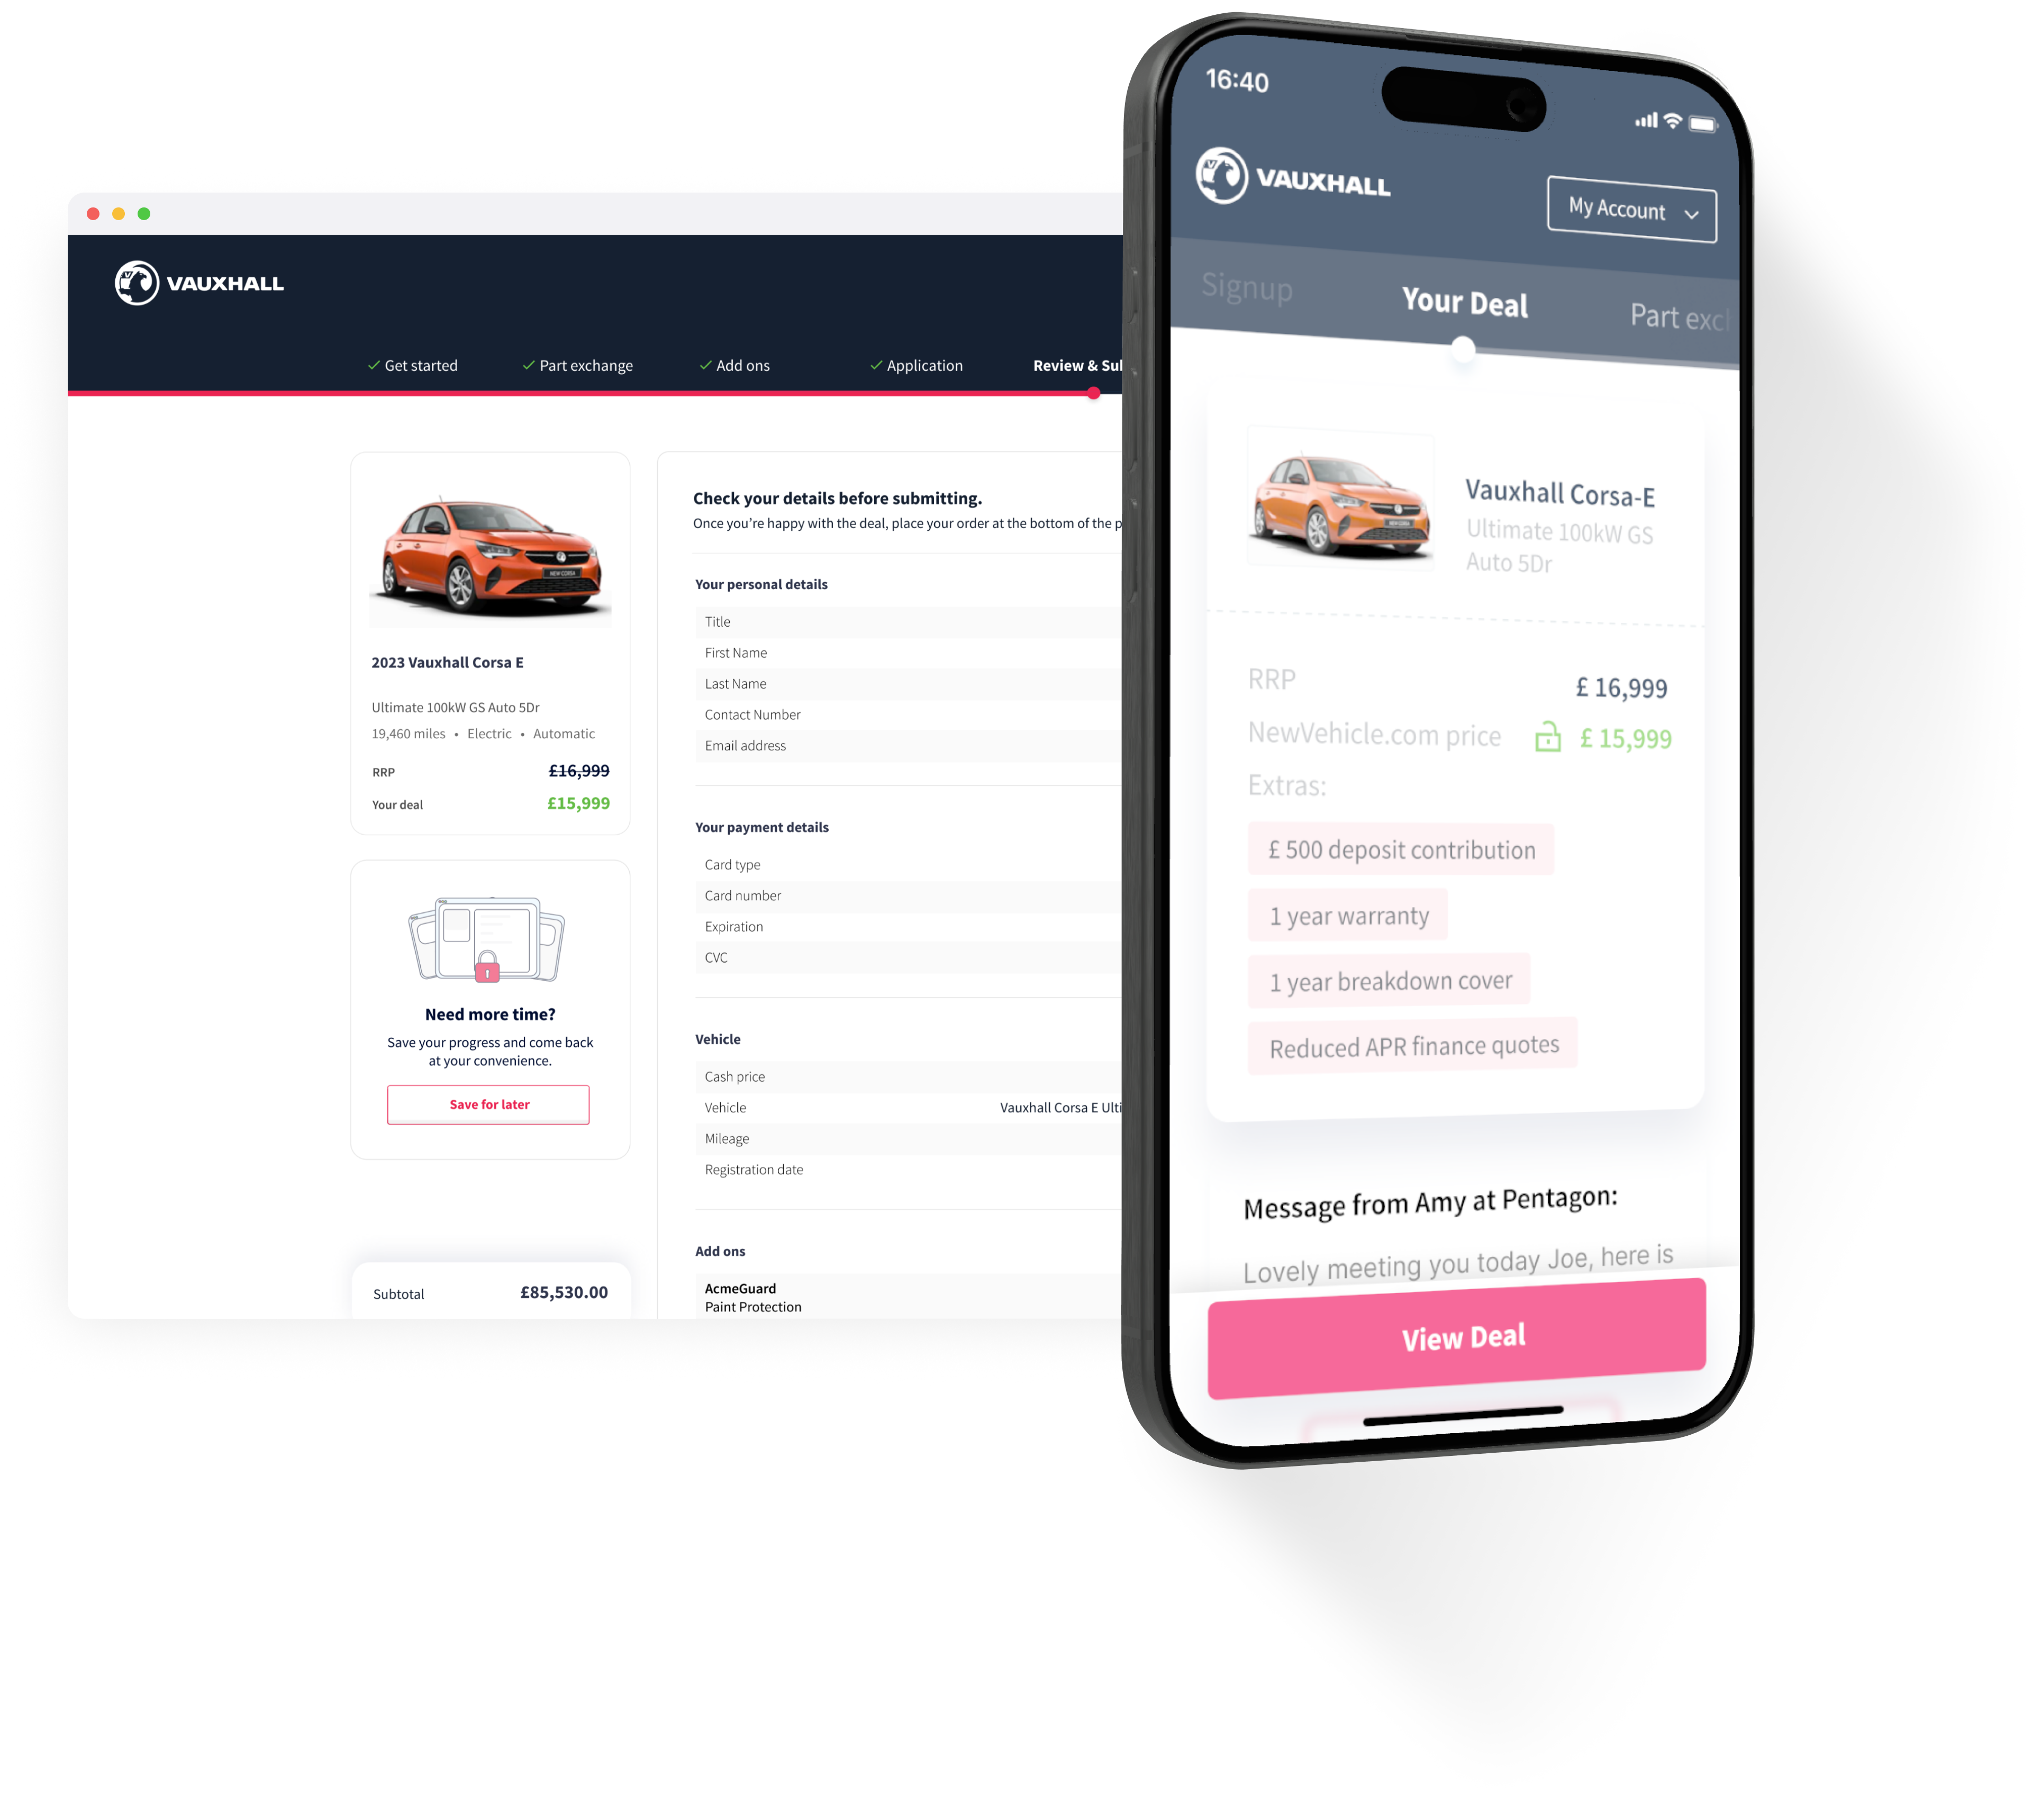 VAUXHALL
Get started
Part exchange
Add ons
Application
Review &
2023 Vauxhall Corsa E
Ultimate 100kW GS Auto 5Dr
19,460 miles • Electric • Automatic
RRP £16,999
Your deal £15,999
Need more time?
Save your progress and come back
at your convenience.
Save for later
Subtotal £85,530.00
Check your details before submitting.
Once you're happy with the deal, place your order at the bottom of the
Your personal details
Title
First Name
Last Name
Contact Number
Email address
Your payment details
Card type
Card number
Expiration
CVC
Vehicle
Cash price
Vehicle Vauxhall Corsa E
Mileage
Registration date
Add ons
AcmeGuard
Paint Protection
16:40
VAUXHALL
My Account
Signup
Your Deal
Part
NEW CORSA
Vauxhall Corsa-E
Ultimate 100kW GS
Auto 5Dr
RRP £ 16,999
NewVehicle.com price £ 15,999
Extras:
£ 500 deposit contribution
1 year warranty
1 year breakdown cover
Reduced APR finance quotes
Message from Amy at Pentagon:
Lovely meeting you today Joe, here is
View Deal